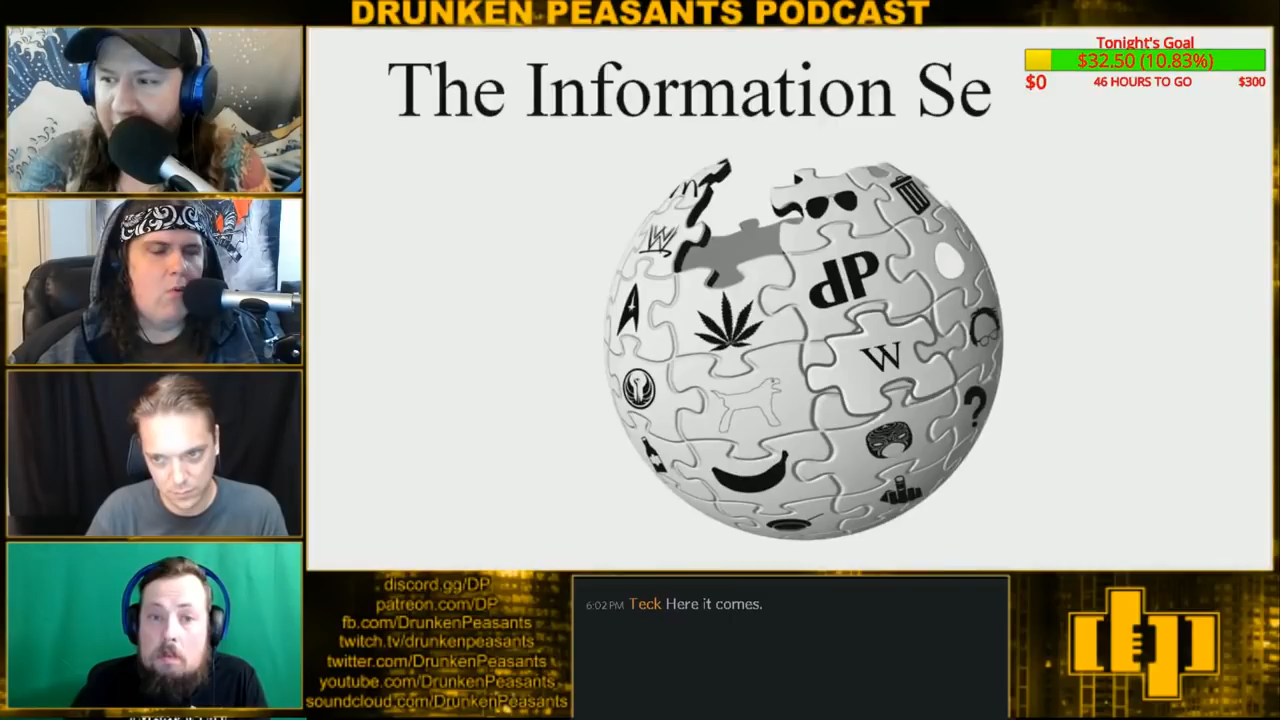 DRUNKEN PEASANTS PODCAST
The Information Se
Tonight's Goal
$32.50 (10.83%)
$0
46 HOURS TO GO
$300
W
dP
W
?
discord.gg/DP
patreon.com/DP
fb.com/DrunkenPeasants
twitch.tv/drunkenpeasants
twitter.com/DrunkenPeasants
youtube.com/DrunkenPeasants
soundcloud.com/DrunkenPeasants
6:02 PM Teck Here it comes.